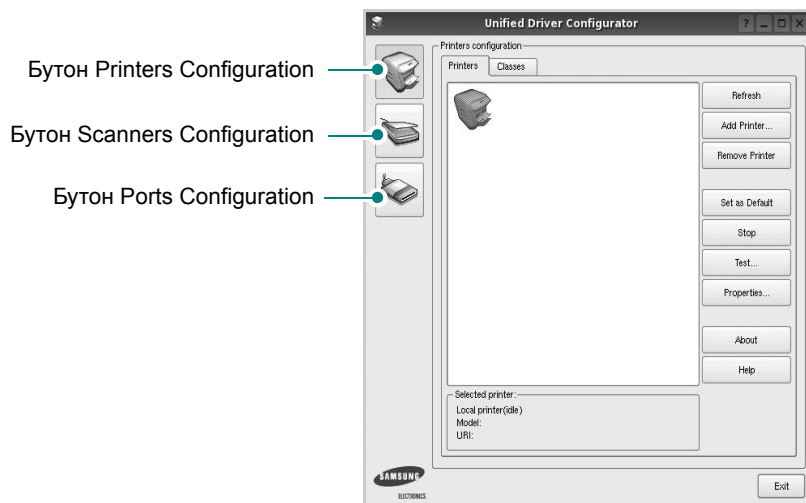 Unified Driver Configurator
Бутон Printers Configuration
Бутон Scanners Configuration
Бутон Ports Configuration
Printers configuration
Printers
Classes
Refresh
Add Printer...
Remove Printer
Set as Default
Stop
Test...
Properties...
About
Help
Selected printer:
Local printer(idle)
Model:
URI:
SAMSUNG
ELECTRONICS
Exit